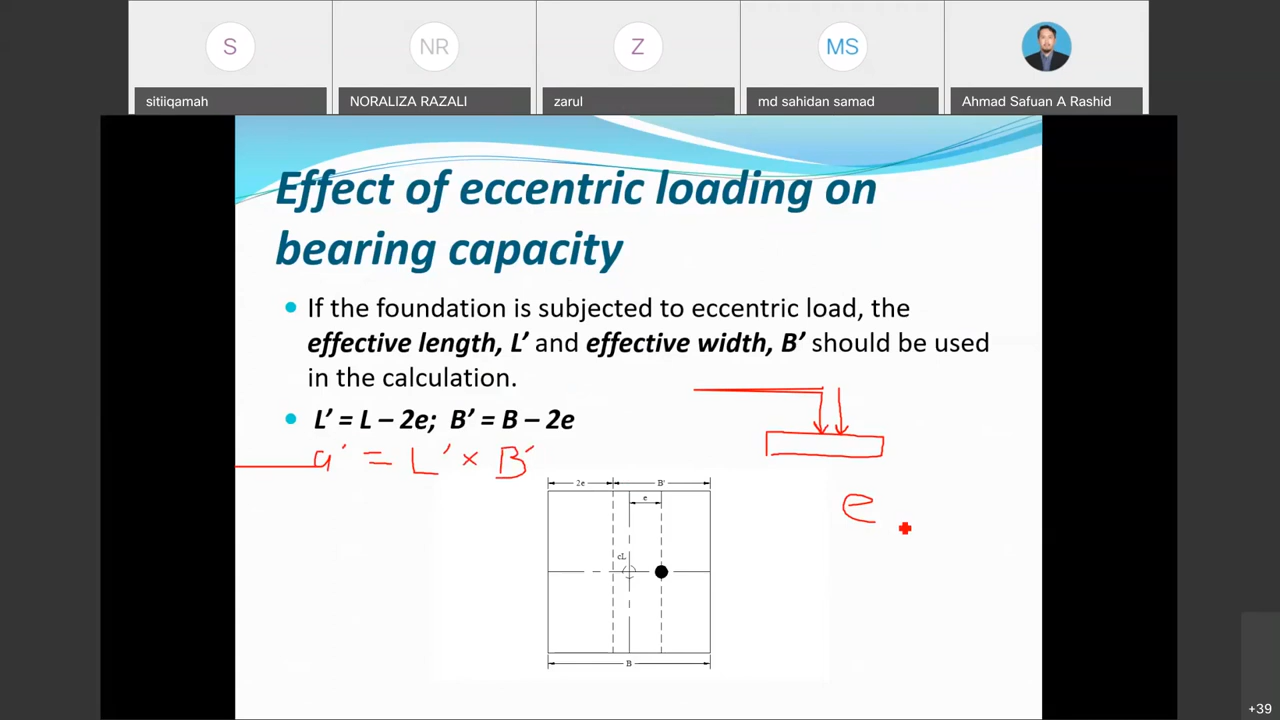 S
NR
Z
MS
sitiiqamah
NORALIZA RAZALI
zarul
md sahidan samad
Ahmad Safuan A Rashid
Effect of eccentric loading on
bearing capacity
If the foundation is subjected to eccentric load, the
effective length, L’ and effective width, B’ should be used
in the calculation.
L’ = L – 2e; B’ = B – 2e
a' = L' × B'
2e
B'
e
e
cL
B
+39